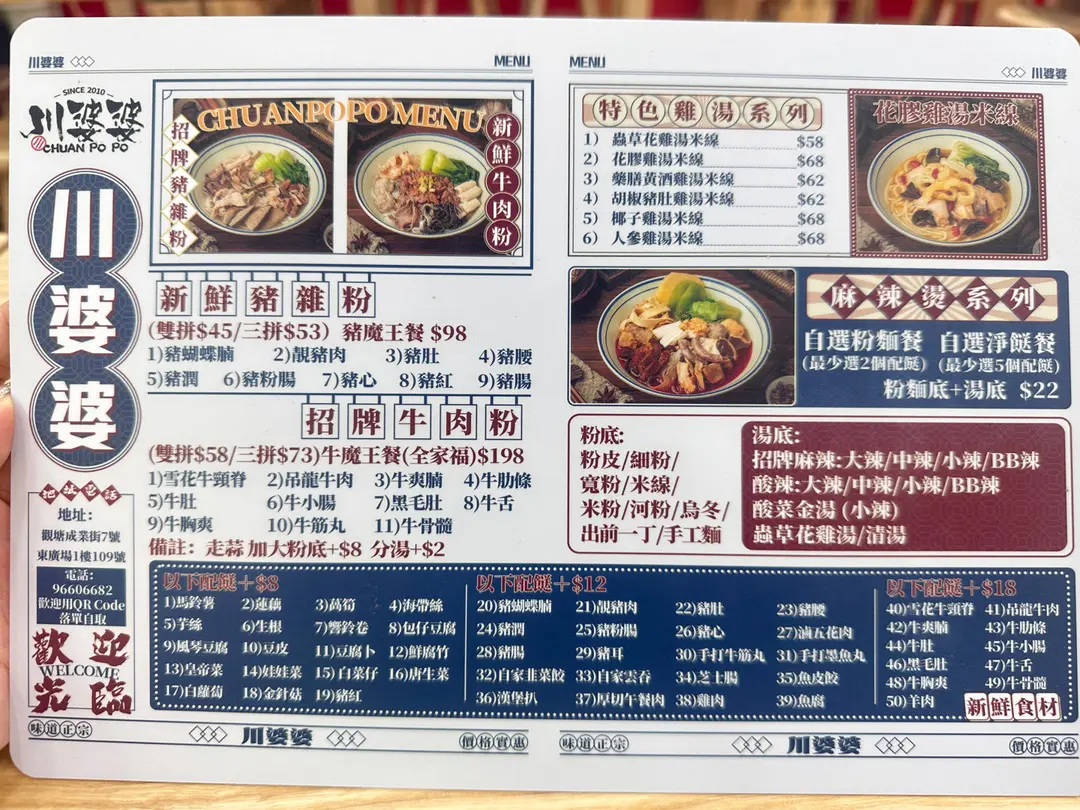 川婆婆
MENU
SINCE 2010
川婆婆
CHUAN PO PO
川婆婆
地址電話
地址:
觀塘成業街7號
東廣場1樓109號
電話:
96606682
歡迎用QR Code
落單自取
歡迎
WELCOME
光臨
味道正宗
CHUANPOPO MENU
招牌豬雜粉
新鮮牛肉粉
新鮮豬雜粉
(雙拼$45/三拼$53) 豬魔王餐 $98
1)豬蝴蝶腩 2)靚豬肉 3)豬肚 4)豬腰
5)豬潤 6)豬粉腸 7)豬心 8)豬紅 9)豬腸
招牌牛肉粉
(雙拼$58/三拼$73)牛魔王餐(全家福)$198
1)雪花牛頸脊 2)吊龍牛肉 3)牛爽腩 4)牛肋條
5)牛肚 6)牛小腸 7)黑毛肚 8)牛舌
9)牛胸爽 10)牛筋丸 11)牛骨髓
備註: 走蒜 加大粉底+$8 分湯+$2
MENU
川婆婆
特色雞湯系列
1) 蟲草花雞湯米線 $58
2) 花膠雞湯米線 $68
3) 藥膳黃酒雞湯米線 $62
4) 胡椒豬肚雞湯米線 $62
5) 椰子雞湯米線 $68
6) 人參雞湯米線 $68
花膠雞湯米線
麻辣燙系列
自選粉麵餐 自選淨餸餐
(最少選2個配餸) (最少選5個配餸)
粉麵底+湯底 $22
粉底:
粉皮/細粉/
寬粉/米線/
米粉/河粉/烏冬/
出前一丁/手工麵
湯底:
招牌麻辣:大辣/中辣/小辣/BB辣
酸辣:大辣/中辣/小辣/BB辣
酸菜金湯 (小辣)
蟲草花雞湯/清湯
以下配餸+$8
1)馬鈴薯 2)蓮藕 3)萵筍 4)海帶絲
5)芋絲 6)生根 7)響鈴卷 8)包仔豆腐
9)風琴豆腐 10)豆皮 11)豆腐卜 12)鮮腐竹
13)皇帝菜 14)娃娃菜 15)白菜仔 16)唐生菜
17)白蘿蔔 18)金針菇 19)豬紅
以下配餸+$12
20)豬蝴蝶腩 21)靚豬肉 22)豬肚 23)豬腰
24)豬潤 25)豬粉腸 26)豬心 27)滷五花肉
28)豬腸 29)豬耳 30)手打牛筋丸 31)手打墨魚丸
32)自家韭菜餃 33)自家雲吞 34)芝士腸 35)魚皮餃
36)漢堡扒 37)厚切午餐肉 38)雞肉 39)魚腐
以下配餸+$18
40)雪花牛頸脊 41)吊龍牛肉
42)牛爽腩 43)牛肋條
44)牛肚 45)牛小腸
46)黑毛肚 47)牛舌
48)牛胸爽 49)牛骨髓
50)羊肉
新鮮食材
川婆婆
價格實惠
味道正宗
川婆婆
價格實惠